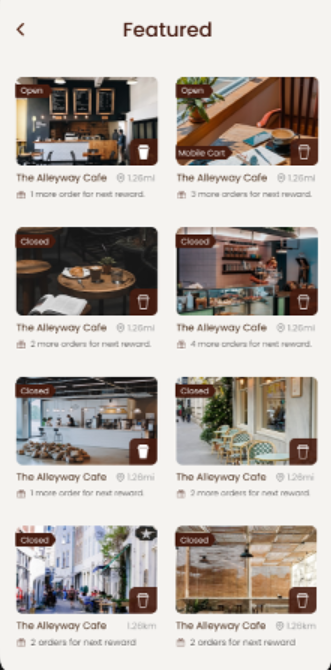 Featured
Open
Open
Mobile Cart
The Alleyway Cafe 1.26mi
The Alleyway Cafe 1.26mi
1 more order for next reward.
3 more orders for next reward.
Closed
Closed
The Alleyway Cafe 1.26mi
The Alleyway Cafe 1.26mi
2 more orders for next reward.
4 more orders for next reward.
Closed
Closed
The Alleyway Cafe 1.26mi
The Alleyway Cafe 1.26mi
1 more order for next reward.
2 more orders for next reward.
Closed
Closed
The Alleyway Cafe 1.26km
The Alleyway Cafe 1.26km
2 orders for next reward
2 orders for next reward